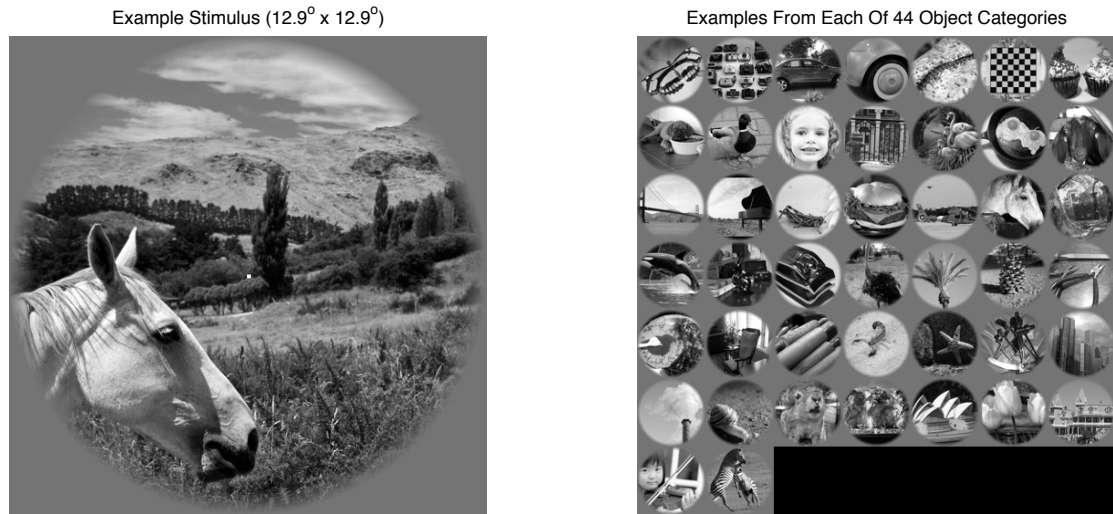 Example Stimulus (12.9° x 12.9°)
Examples From Each Of 44 Object Categories